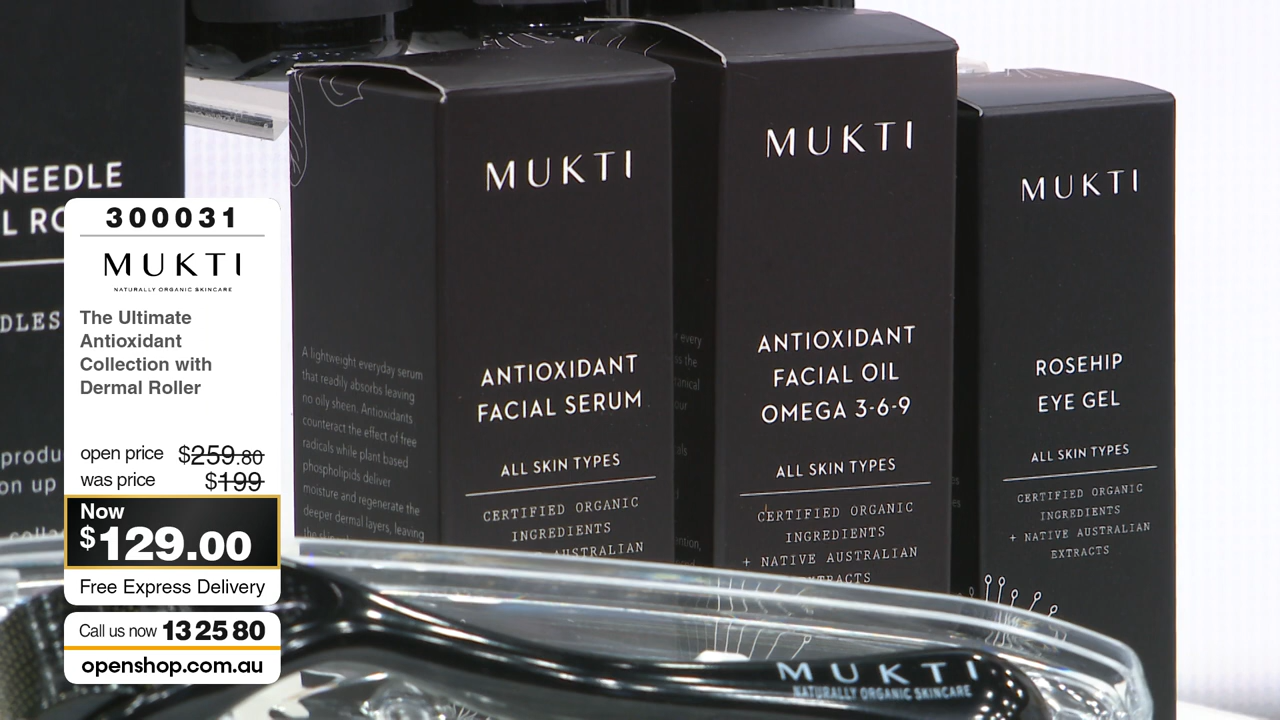 NEEDLE
300031
MUKTI
NATURALLY ORGANIC SKINCARE
The Ultimate
Antioxidant
Collection with
Dermal Roller
open price $259.80
was price $199
Now
$129.00
Free Express Delivery
Call us now 13 25 80
openshop.com.au
A lightweight everyday serum
that readily absorbs leaving
no oily sheen. Antioxidants
counteract the effect of free
radicals while plant based
phospholipids deliver
moisture and regenerate the
deeper dermal layers, leaving
MUKTI
ANTIOXIDANT
FACIAL SERUM
ALL SKIN TYPES
CERTIFIED ORGANIC
INGREDIENTS
AUSTRALIAN
MUKTI
ANTIOXIDANT
FACIAL OIL
OMEGA 3-6-9
ALL SKIN TYPES
CERTIFIED ORGANIC
INGREDIENTS
+ NATIVE AUSTRALIAN
EXTRACTS
MUKTI
ROSEHIP
EYE GEL
ALL SKIN TYPES
CERTIFIED ORGANIC
INGREDIENTS
+ NATIVE AUSTRALIAN
EXTRACTS
MUKTI
NATURALLY ORGANIC SKINCARE